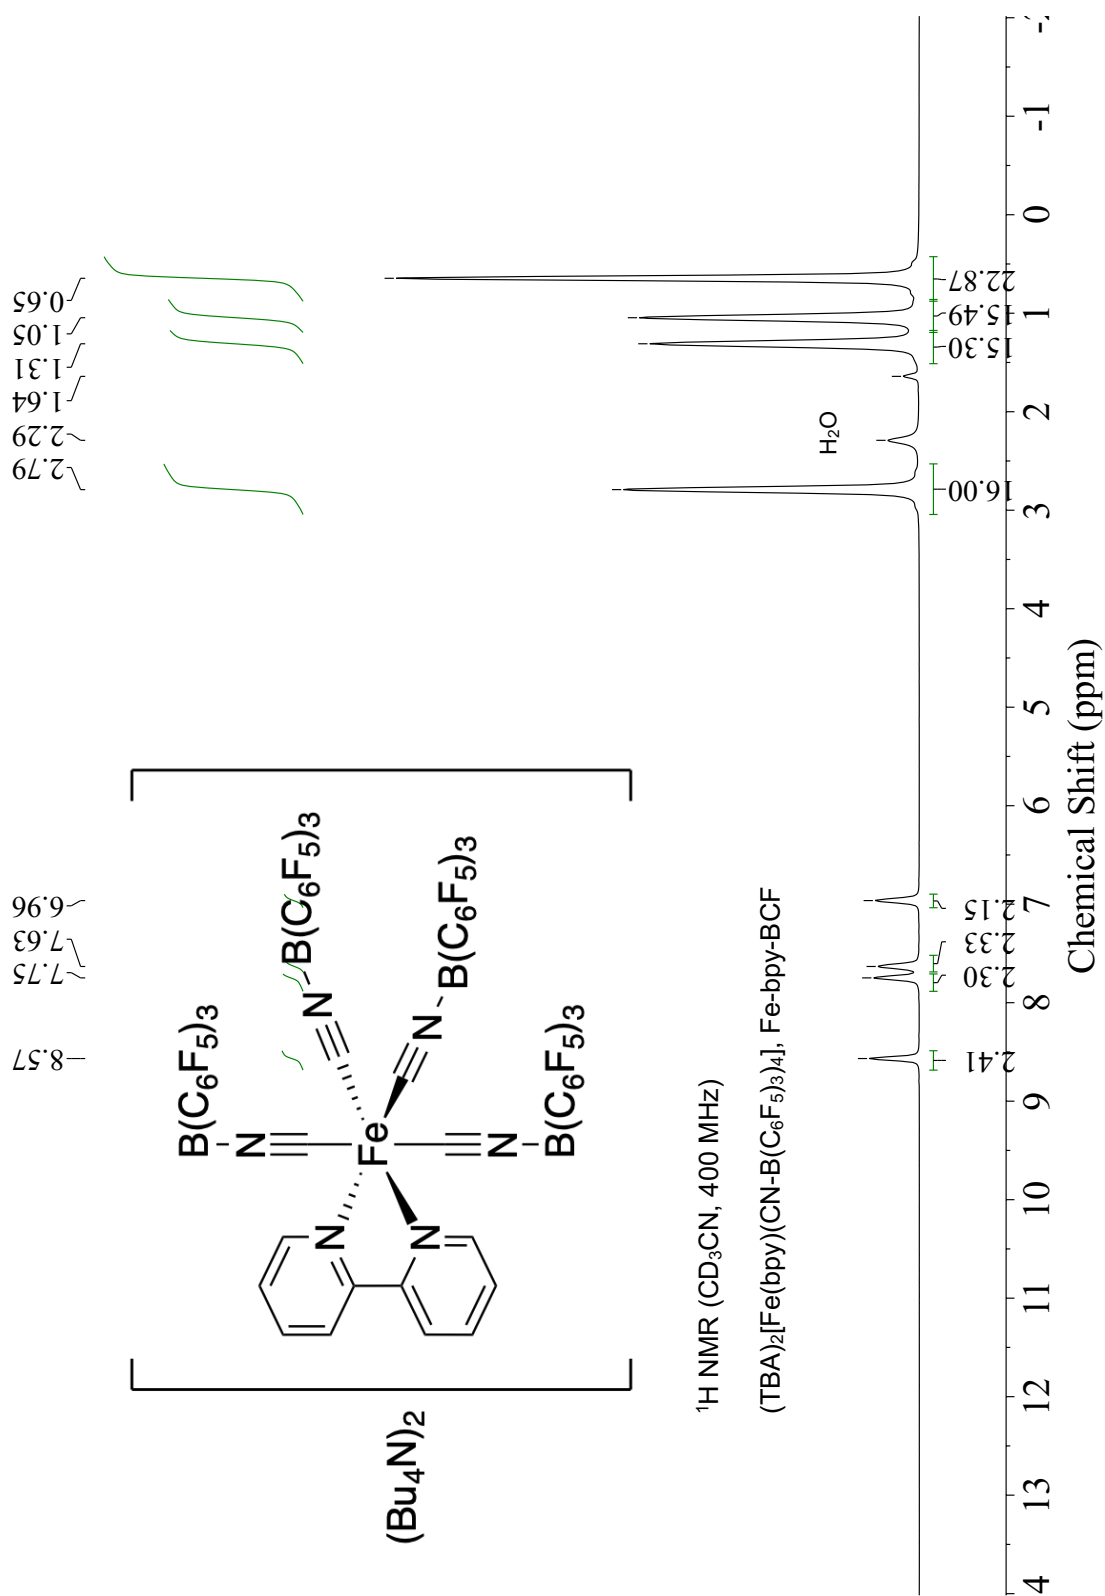 8.57 7.75 7.63 6.96 2.79 2.29 1.64 1.31 1.05 0.65
B(C₆F₅)₃
N
N
B(C₆F₅)₃
N
Fe
N
N
B(C₆F₅)₃
N
B(C₆F₅)₃
(Bu₄N)₂
¹H NMR (CD₃CN, 400 MHz)
(TBA)₂[Fe(bpy)(CN-B(C₆F₅)₃)₄], Fe-bpy-BCF
H₂O
2.41 2.30 2.33 2.15 16.00 15.30 15.49 22.87
4 13 12 11 10 9 8 7 6 5 4 3 2 1 0 -1
Chemical Shift (ppm)